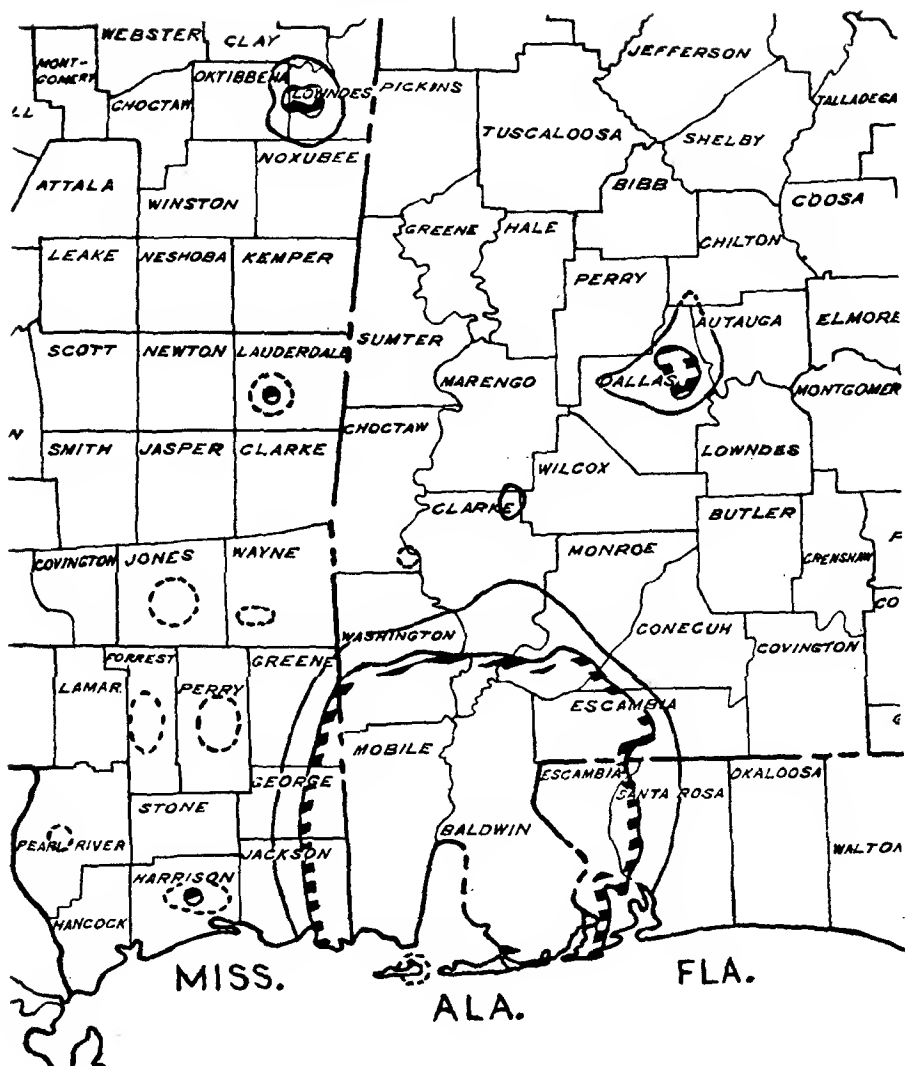 WEBSTER
CLAY
JEFFERSON
MONT-
GOMERY
OKTIBBEHA
LOWNDES
PICKINS
TALLADEGA
LL
CHOCTAW
TUSCALOOSA
SHELBY
NOXUBEE
BIBB
ATTALA
WINSTON
COOSA
GREENE
HALE
CHILTON
LEAKE
NESHOBA
KEMPER
PERRY
AUTAUGA
ELMORE
SCOTT
NEWTON
LAUDERDALE
SUMTER
MARENGO
DALLAS
MONTGOMER
N
SMITH
JASPER
CLARKE
CHOCTAW
LOWNDES
WILCOX
CLARKE
BUTLER
COVINGTON
JONES
WAYNE
MONROE
CRENSHAW
P
CO
WASHINGTON
CONECUH
COVINGTON
FORREST
GREENE
LAMAR.
PERRY
ESCAMBIA
G
MOBILE
GEORGE
ESCAMBIA
OKALOOSA
SANTA ROSA
STONE
PEARL RIVER
BALDWIN
JACKSON
WALTON
HARRISON
HANCOCK
MISS.
ALA.
FLA.